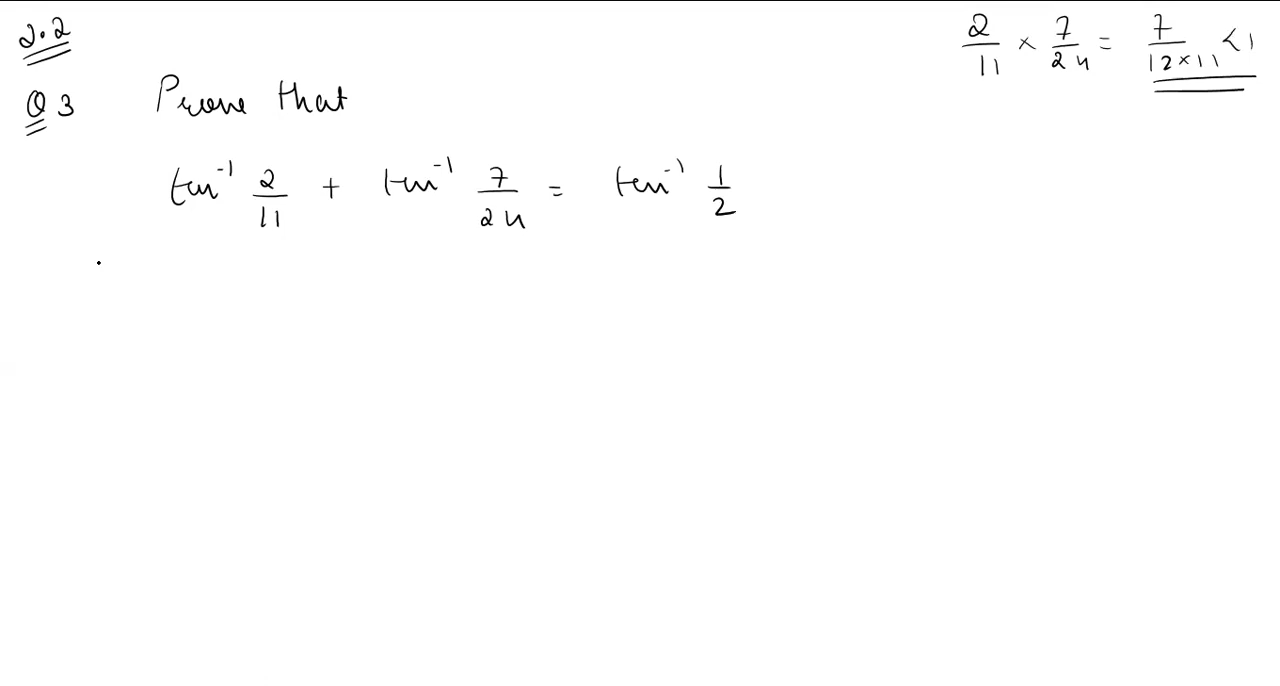 2.2
Q 3 Prove that
tan⁻¹ 2/11 + tan⁻¹ 7/24 = tan⁻¹ 1/2
2/11 × 7/24 = 7/12×11 < 1